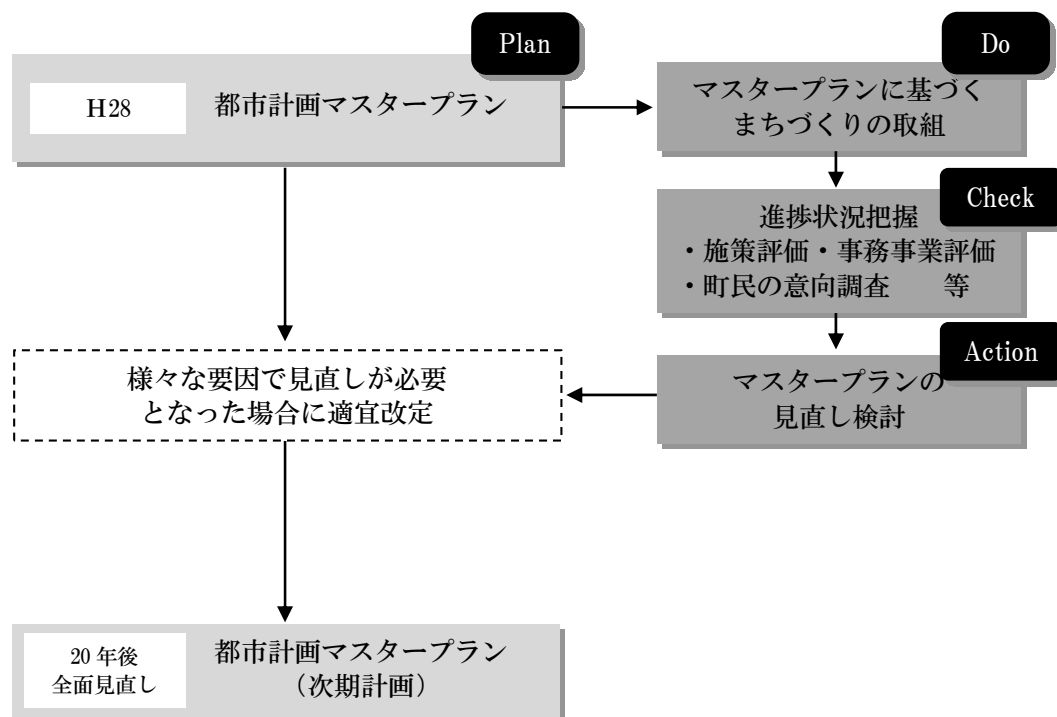 Plan
H28
都市計画マスタープラン
Do
マスタープランに基づく
まちづくりの取組
Check
進捗状況把握
・施策評価・事務事業評価
・町民の意向調査　　等
Action
マスタープランの
見直し検討
様々な要因で見直しが必要
となった場合に適宜改定
20 年後
全面見直し
都市計画マスタープラン
（次期計画）